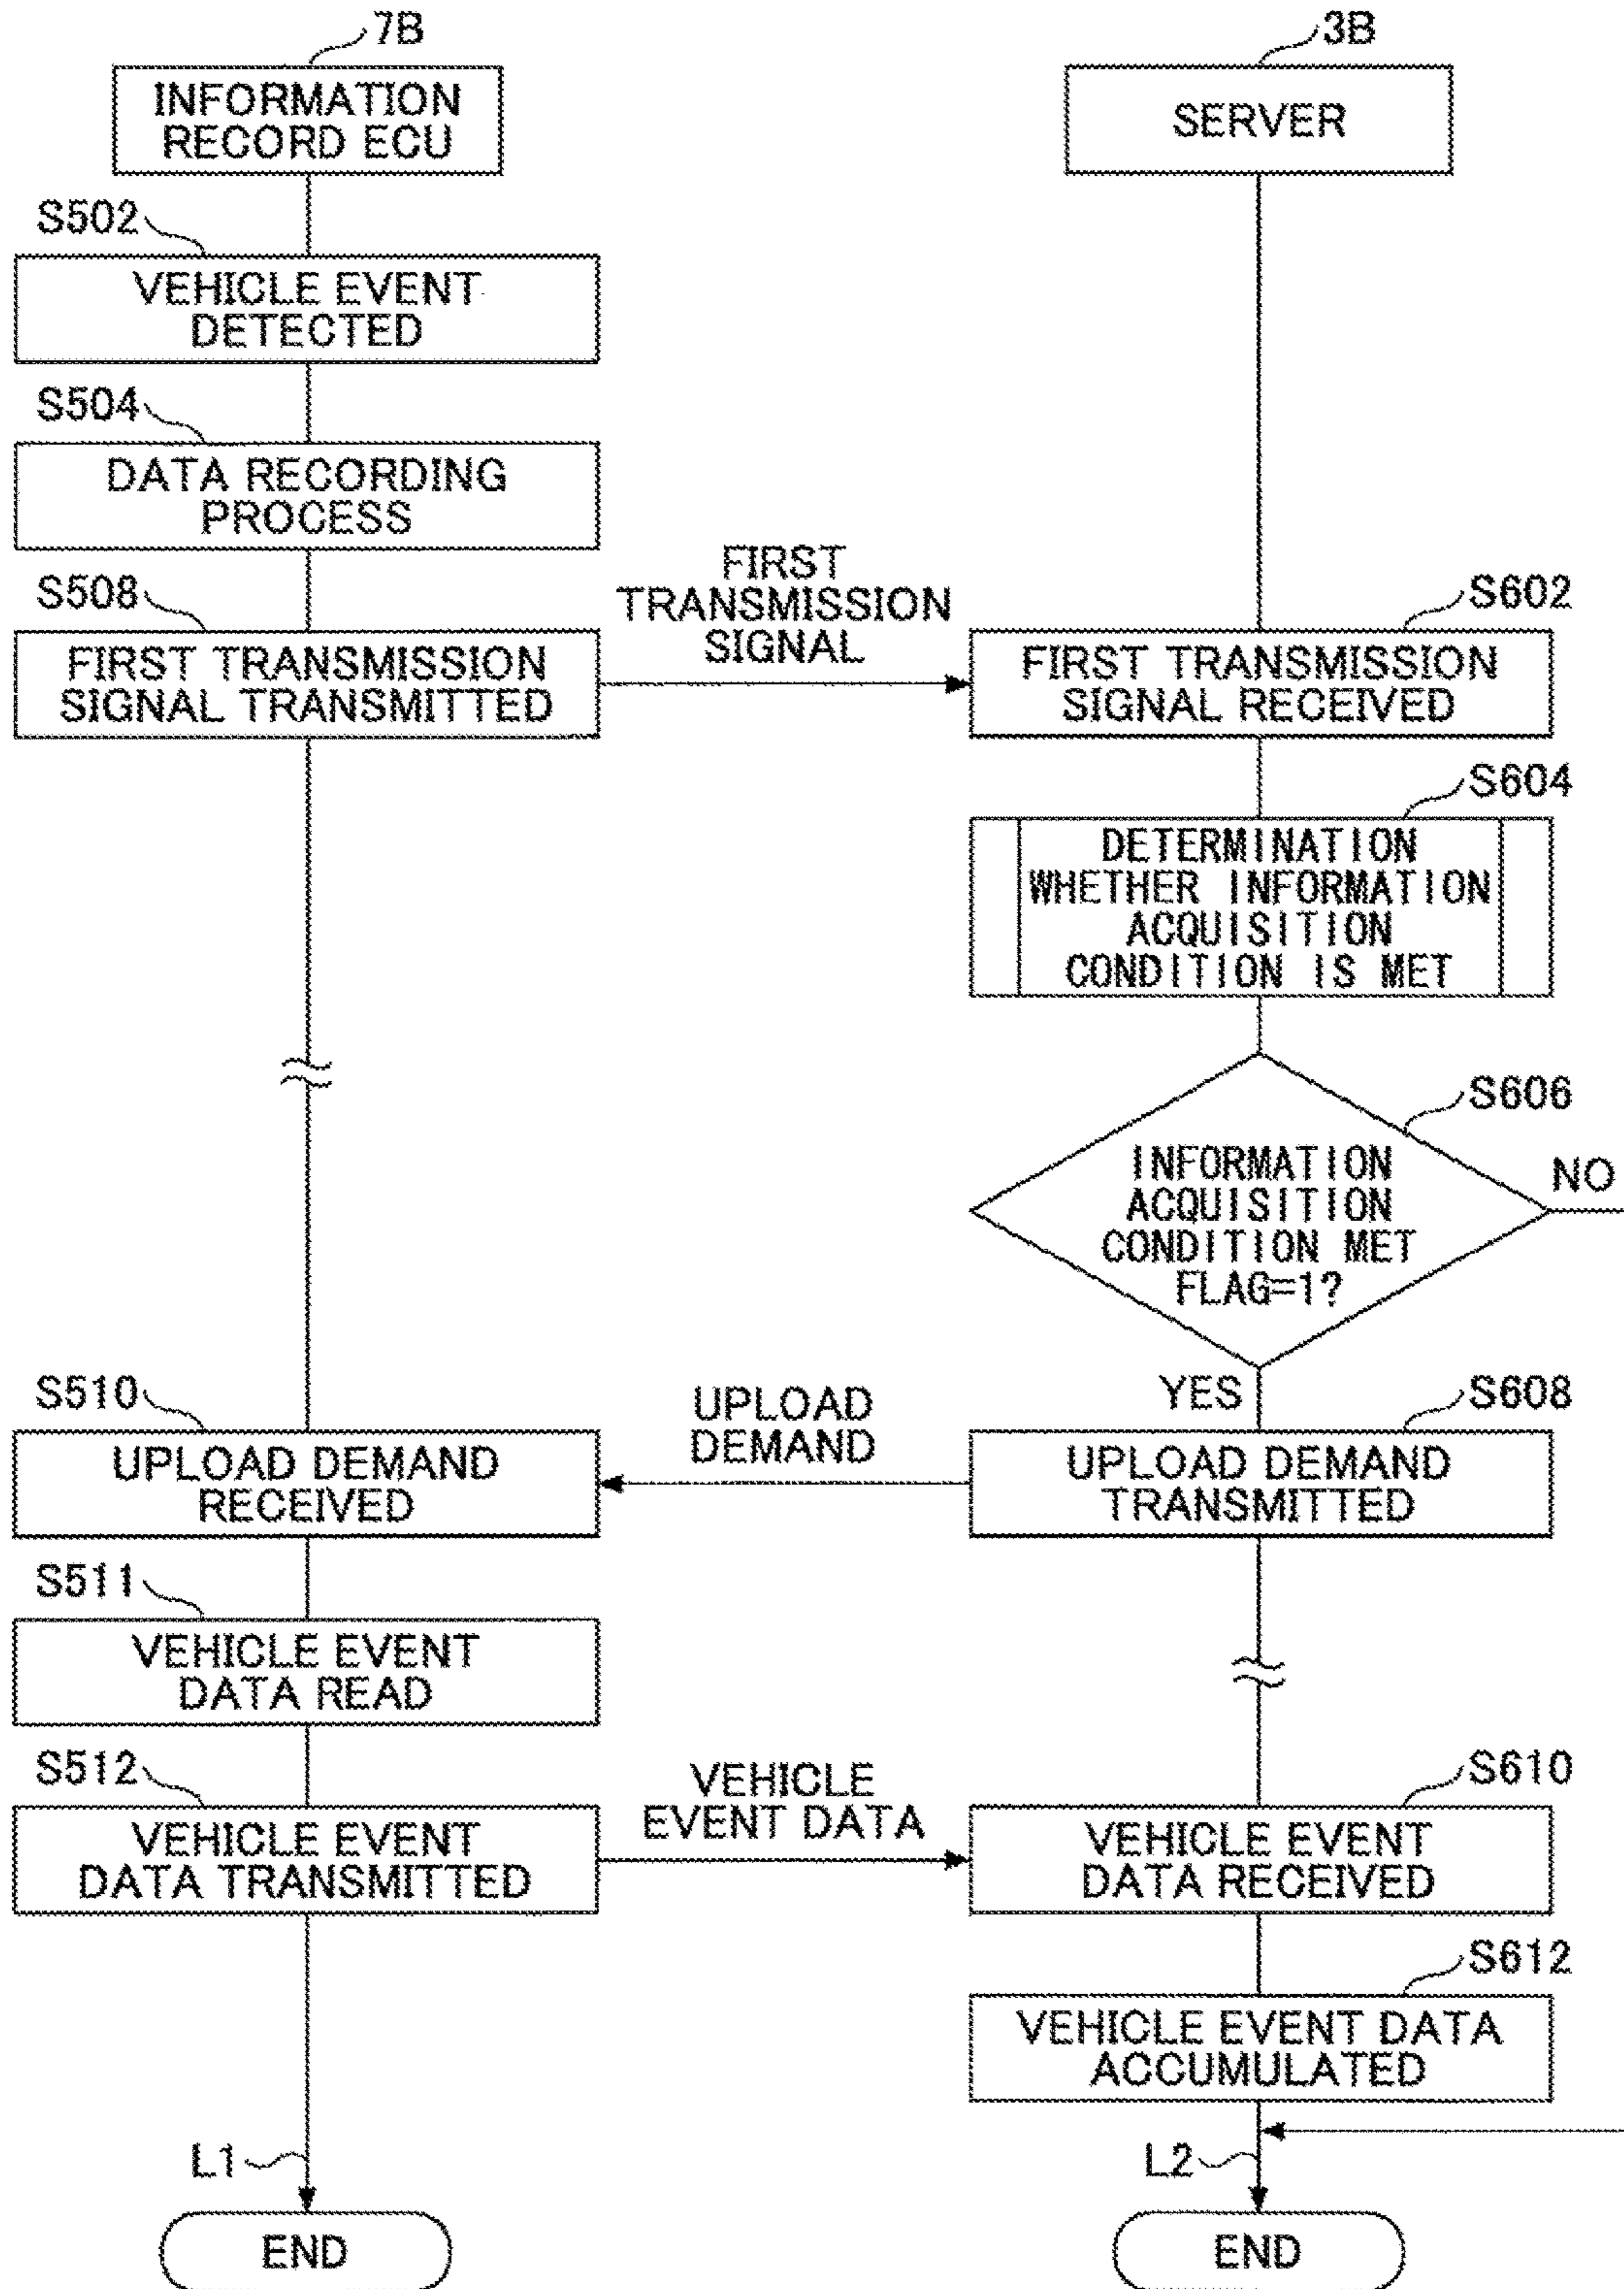 7B
INFORMATION
RECORD ECU
3B
SERVER
S502
VEHICLE EVENT
DETECTED
S504
DATA RECORDING
PROCESS
S508
FIRST TRANSMISSION
SIGNAL TRANSMITTED
FIRST
TRANSMISSION
SIGNAL
S602
FIRST TRANSMISSION
SIGNAL RECEIVED
S604
DETERMINATION
WHETHER INFORMATION
ACQUISITION
CONDITION IS MET
S606
INFORMATION
ACQUISITION
CONDITION MET
FLAG=1?
NO
YES
S510
UPLOAD DEMAND
RECEIVED
UPLOAD
DEMAND
S608
UPLOAD DEMAND
TRANSMITTED
S511
VEHICLE EVENT
DATA READ
S512
VEHICLE EVENT
DATA TRANSMITTED
VEHICLE
EVENT DATA
S610
VEHICLE EVENT
DATA RECEIVED
S612
VEHICLE EVENT DATA
ACCUMULATED
L1
L2
END
END